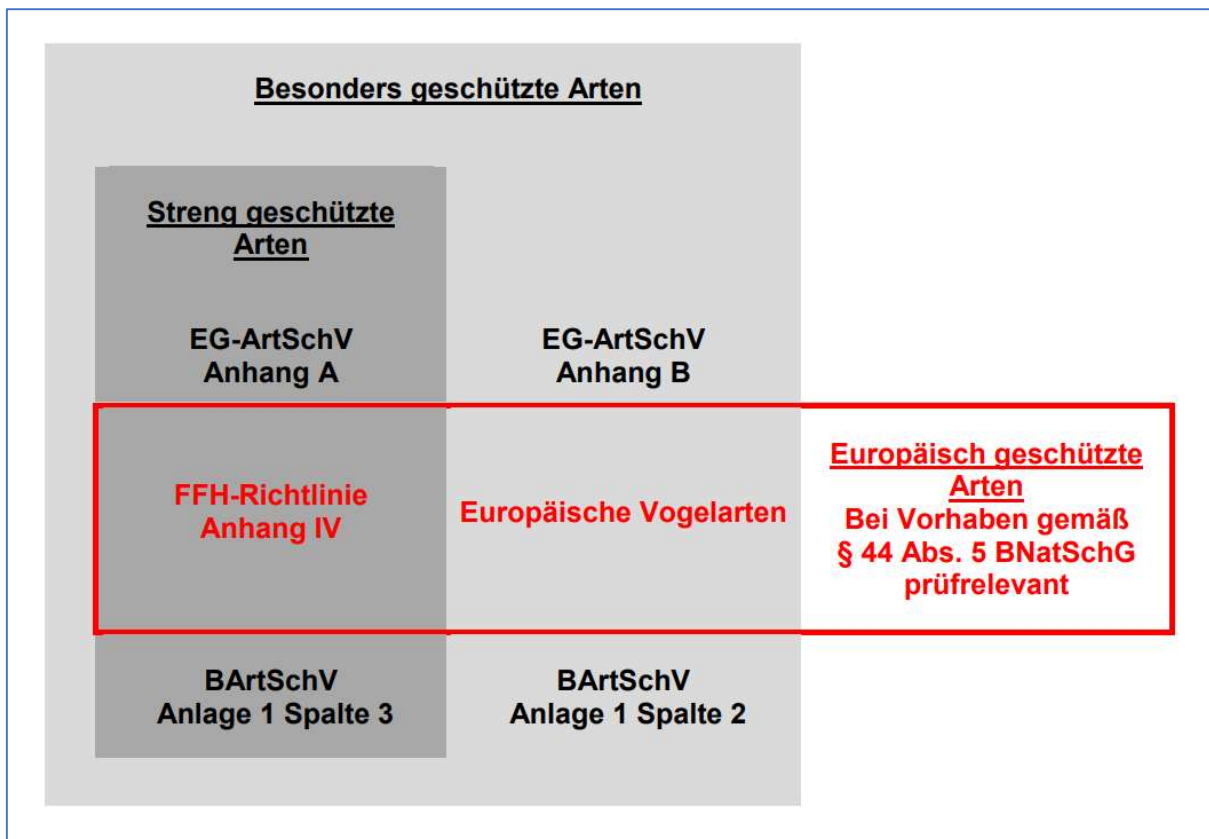 Besonders geschützte Arten
Streng geschützte
Arten
EG-ArtSchV
Anhang A
EG-ArtSchV
Anhang B
FFH-Richtlinie
Anhang IV
Europäische Vogelarten
Europäisch geschützte
Arten
Bei Vorhaben gemäß
§ 44 Abs. 5 BNatSchG
prüfrelevant
BArtSchV
Anlage 1 Spalte 3
BArtSchV
Anlage 1 Spalte 2